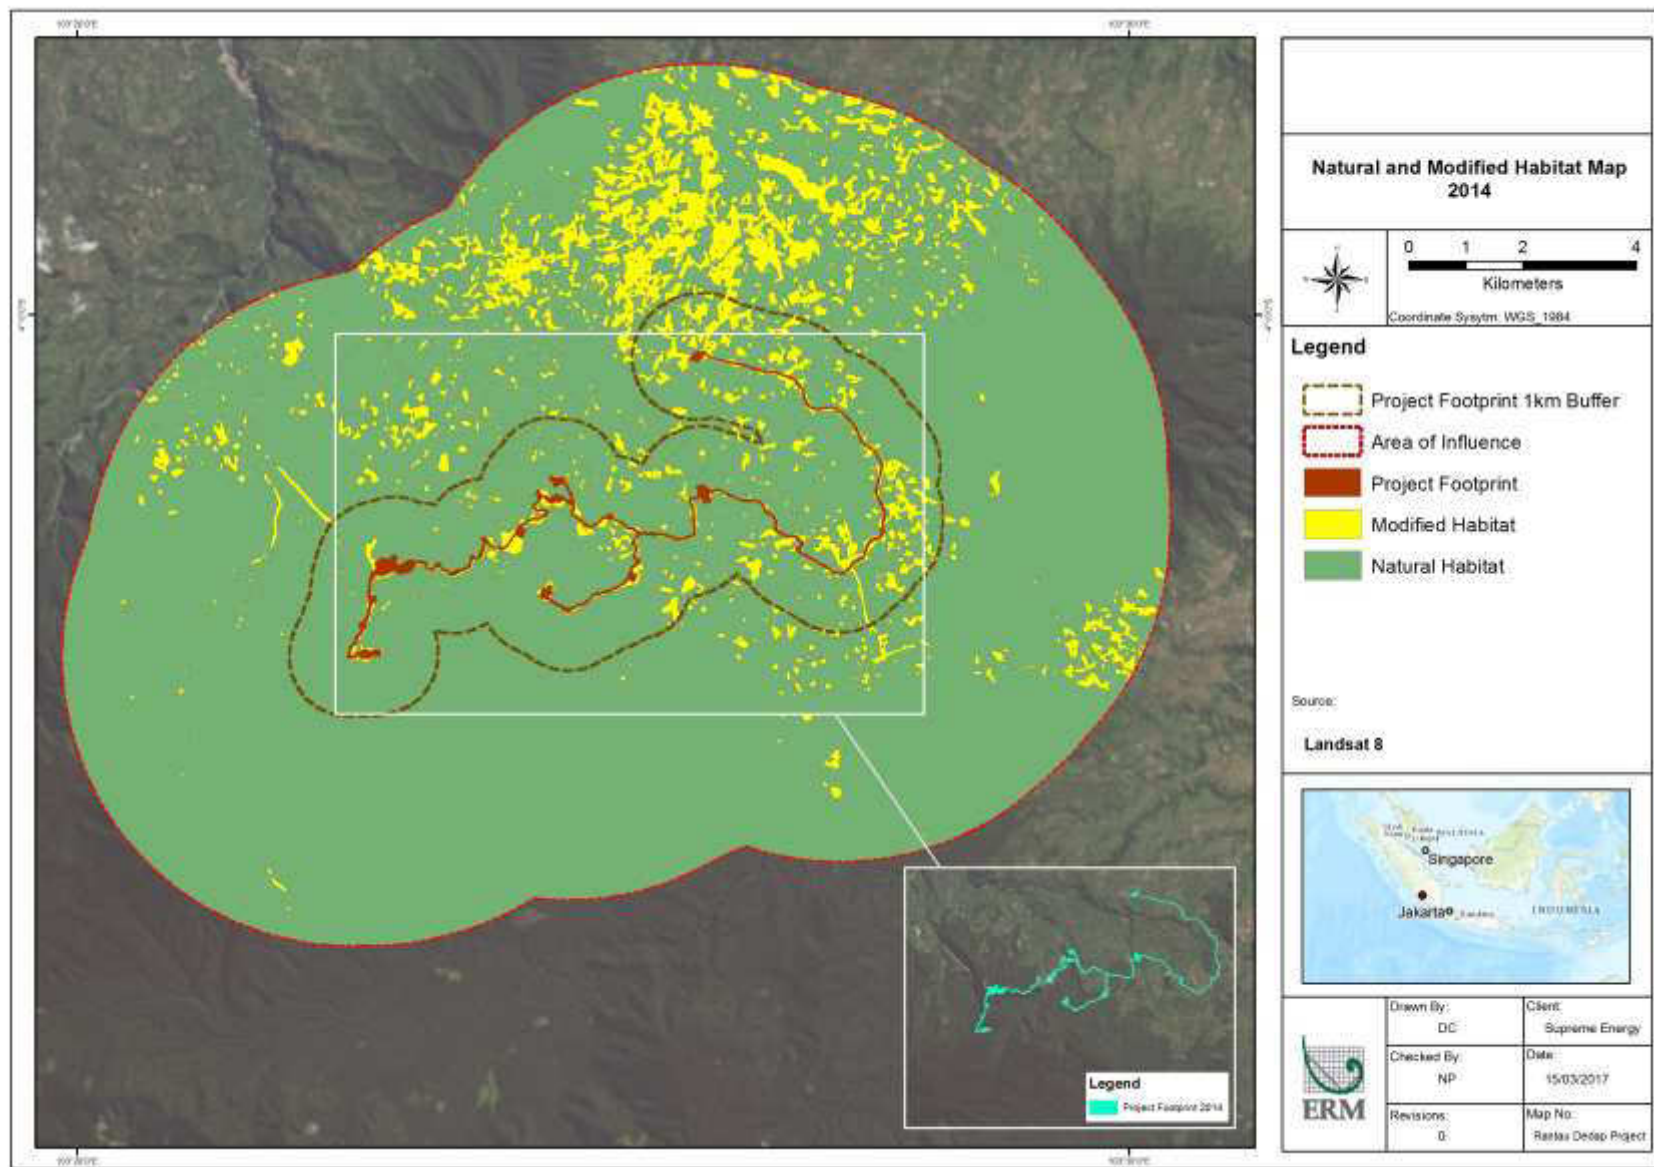 Natural and Modified Habitat Map
2014
0 1 2 4
Kilometers
Coordinate Sysytm: WGS_1984
Legend
Project Footprint 1km Buffer
Area of Influence
Project Footprint
Modified Habitat
Natural Habitat
Source:
Landsat 8
Singapore
Jakarta
INDONESIA
Drawn By:
DC
Client:
Supreme Energy
Checked By:
NP
Date:
15/03/2017
Revisions:
0
Map No:
Rantau Dedap Project
ERM
Legend
Project Footprint 2014